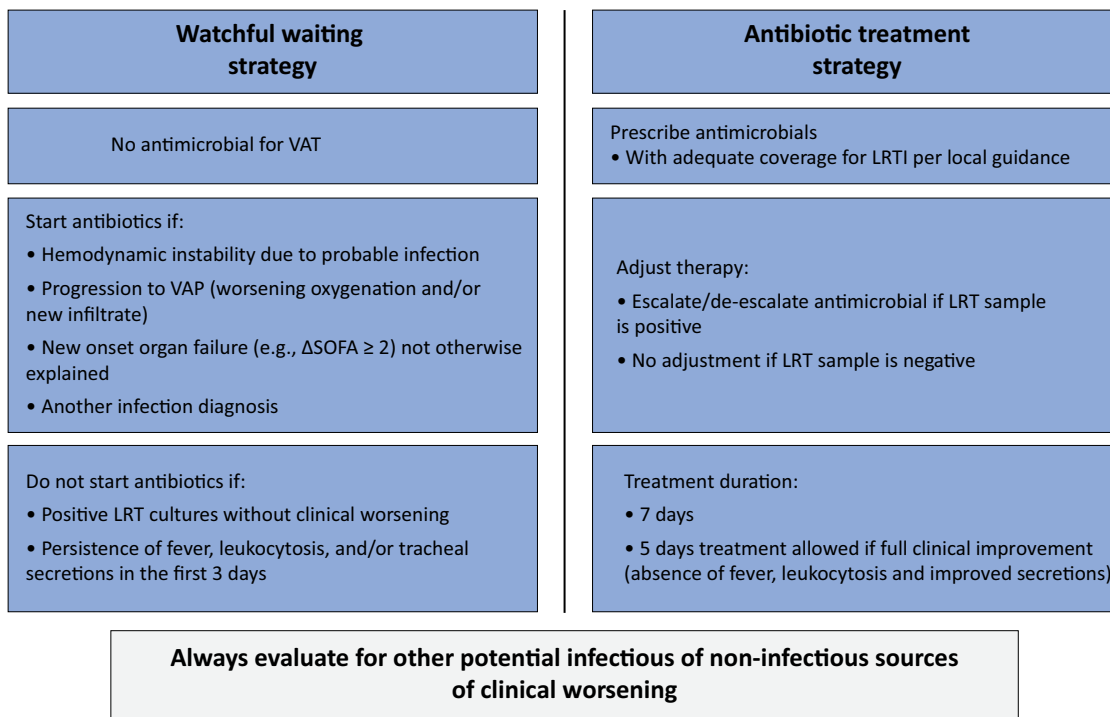 Watchful waiting
strategy
No antimicrobial for VAT
Start antibiotics if:
• Hemodynamic instability due to probable infection
• Progression to VAP (worsening oxygenation and/or
new infiltrate)
• New onset organ failure (e.g., ΔSOFA ≥ 2) not otherwise
explained
• Another infection diagnosis
Do not start antibiotics if:
• Positive LRT cultures without clinical worsening
• Persistence of fever, leukocytosis, and/or tracheal
secretions in the first 3 days
Antibiotic treatment
strategy
Prescribe antimicrobials
• With adequate coverage for LRTI per local guidance
Adjust therapy:
• Escalate/de-escalate antimicrobial if LRT sample
is positive
• No adjustment if LRT sample is negative
Treatment duration:
• 7 days
• 5 days treatment allowed if full clinical improvement
(absence of fever, leukocytosis and improved secretions)
Always evaluate for other potential infectious of non-infectious sources
of clinical worsening